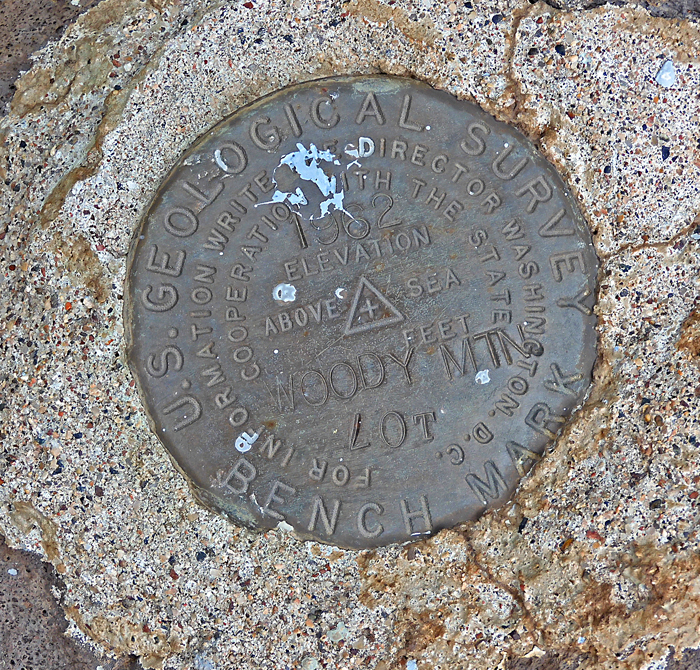 U.S. GEOLOGICAL SURVEY
FOR INFORMATION WRITE THE DIRECTOR WASHINGTON, D.C.
COOPERATION WITH THE STATE
1962
ELEVATION
ABOVE SEA
FEET
WOODY MTN
LOT
BENCH MARK